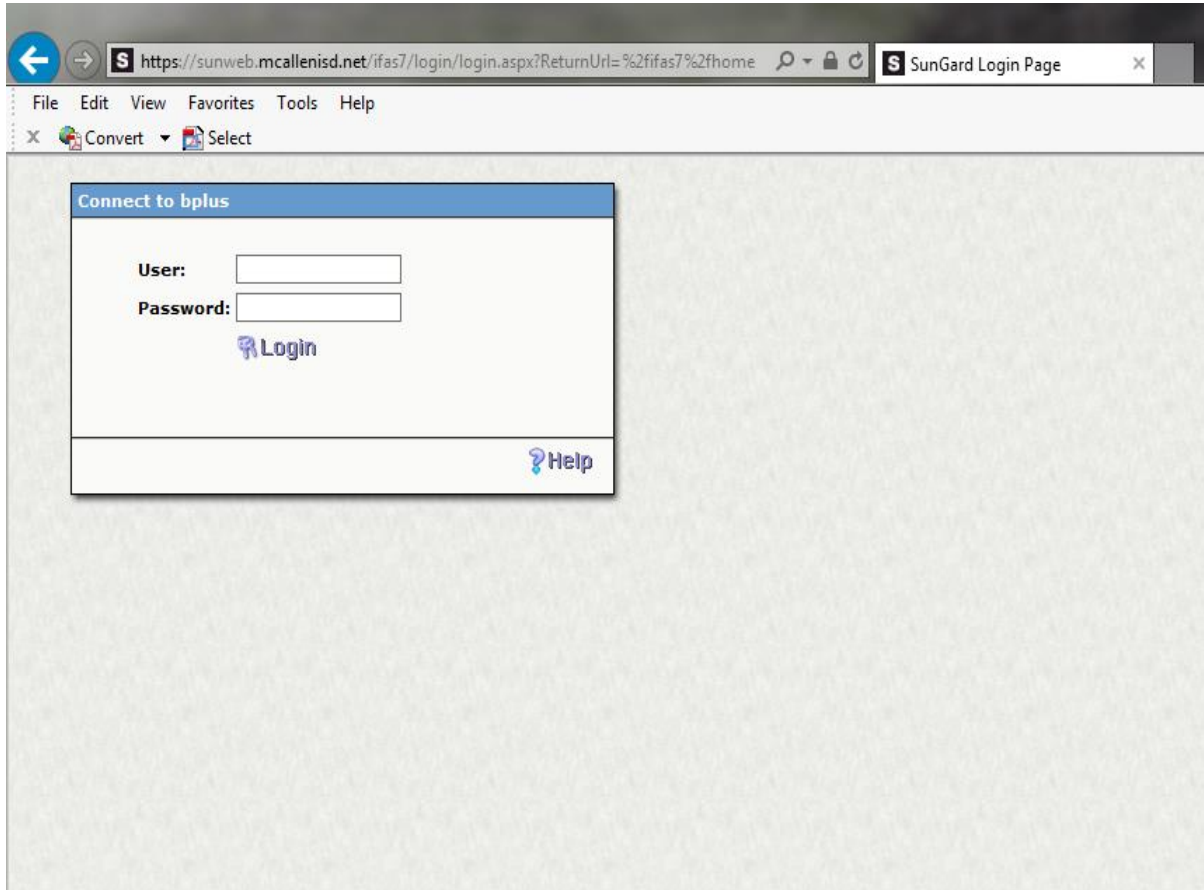 https://sunweb.mcallenisd.net/ifas7/login/login.aspx?ReturnUrl=%2fifas7%2fhome
S SunGard Login Page
File Edit View Favorites Tools Help
Convert Select
Connect to bplus
User:
Password:
Login
Help